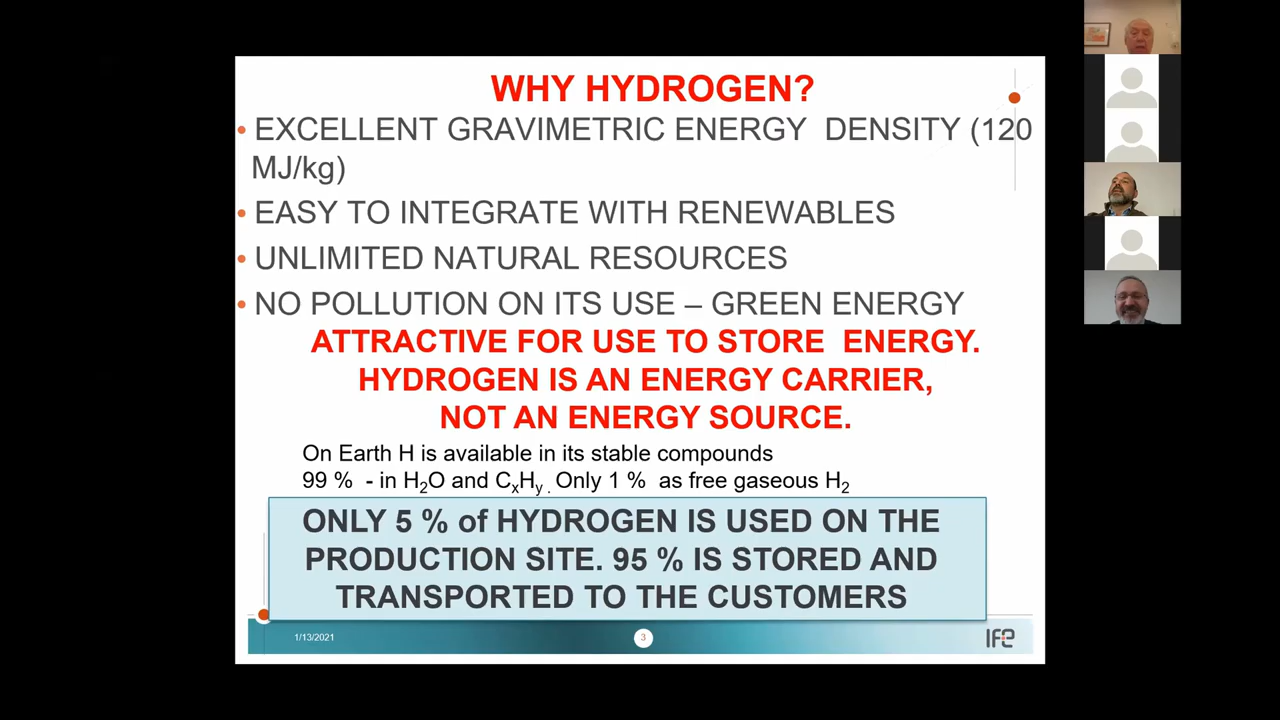 WHY HYDROGEN?
• EXCELLENT GRAVIMETRIC ENERGY  DENSITY (120
MJ/kg)
• EASY TO INTEGRATE WITH RENEWABLES
• UNLIMITED NATURAL RESOURCES
• NO POLLUTION ON ITS USE – GREEN ENERGY
ATTRACTIVE FOR USE TO STORE  ENERGY.
HYDROGEN IS AN ENERGY CARRIER,
NOT AN ENERGY SOURCE.
On Earth H is available in its stable compounds
99 %  - in H₂O and CₓHᵧ . Only 1 %  as free gaseous H₂
ONLY 5 % of HYDROGEN IS USED ON THE
PRODUCTION SITE. 95 % IS STORED AND
TRANSPORTED TO THE CUSTOMERS
1/13/2021
3
IFE